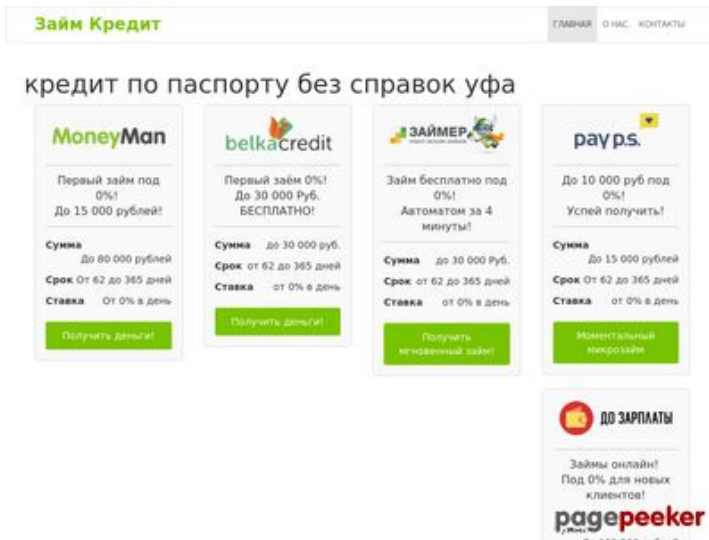 Займ Кредит
ГЛАВНАЯ О НАС КОНТАКТЫ
кредит по паспорту без справок уфа
MoneyMan
Первый займ под
0%!
До 15 000 рублей!
Сумма
До 80 000 рублей
Срок От 62 до 365 дней
Ставка От 0% в день
Получить деньги!
belkacredit
Первый заём 0%!
До 30 000 Руб.
БЕСПЛАТНО!
Сумма до 30 000 руб.
Срок от 62 до 365 дней
Ставка от 0% в день
Получить деньги!
ЗАЙМЕР
Займ бесплатно под
0%!
Автоматом за 4
минуты!
Сумма до 30 000 Руб.
Срок от 62 до 365 дней
Ставка от 0% в день
Получить
мгновенный займ!
pay p.s.
До 10 000 руб под
0%!
Успей получить!
Сумма
До 15 000 рублей
Срок От 62 до 365 дней
Ставка От 0% в день
Моментальный
микрозайм
ДО ЗАРПЛАТЫ
Займы онлайн!
Под 0% для новых
клиентов!
pagepeeker